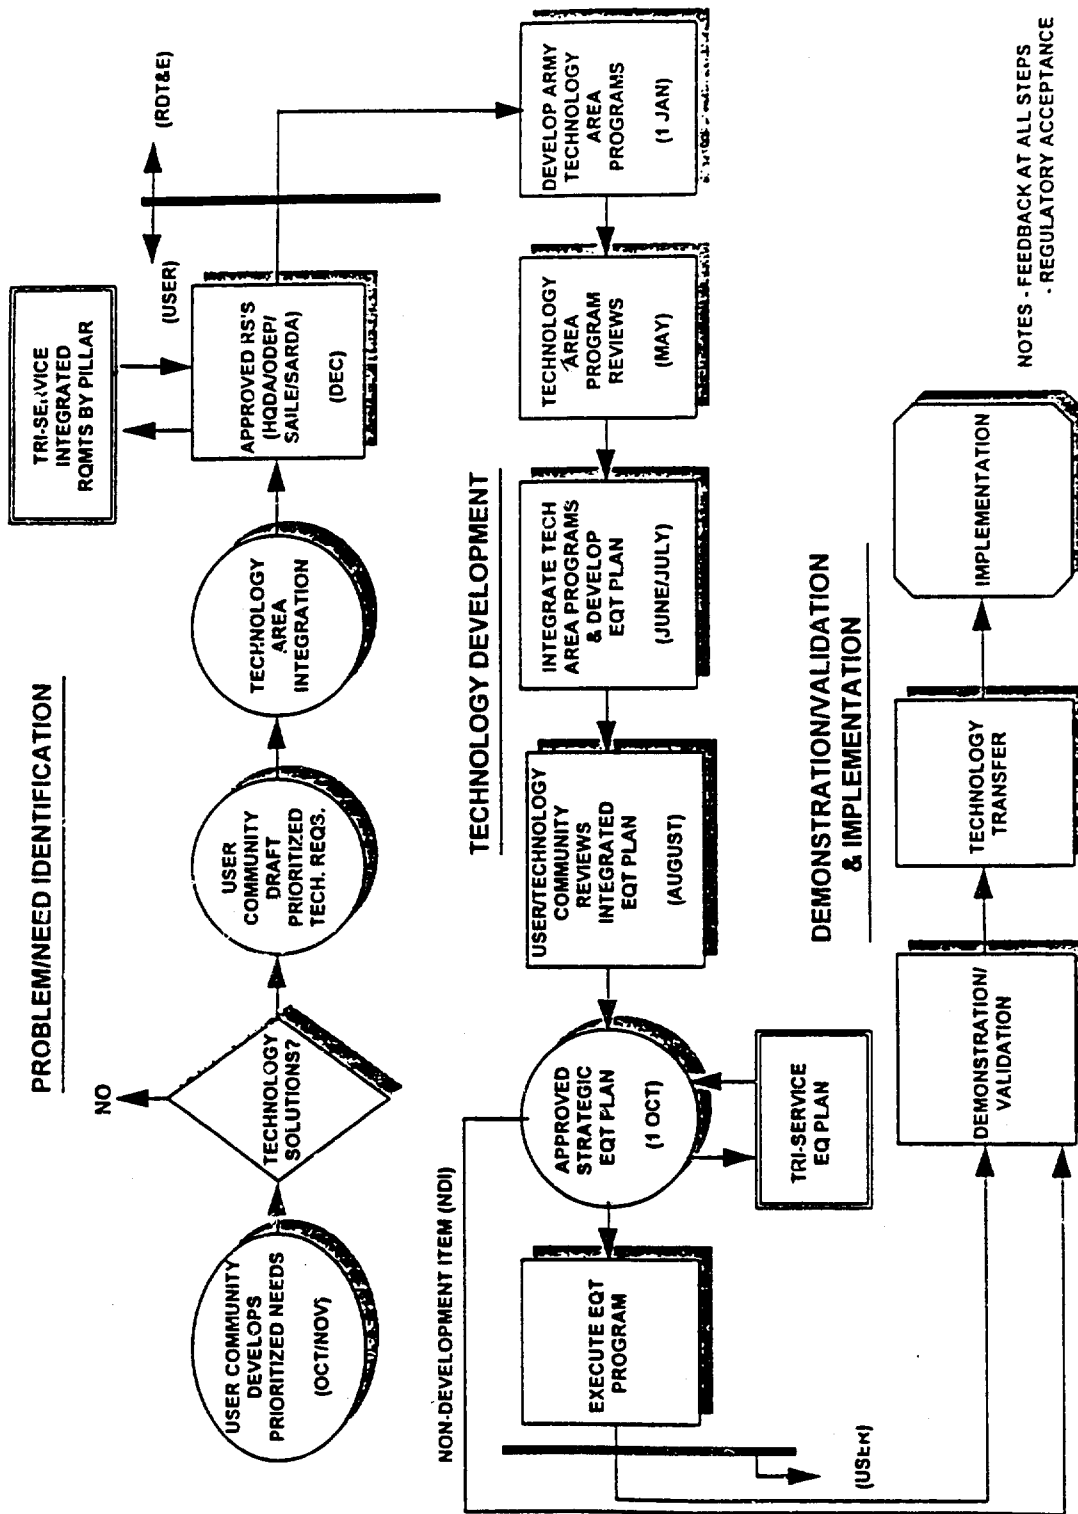 PROBLEM/NEED IDENTIFICATION
USER COMMUNITY
DEVELOPS
PRIORITIZED NEEDS
(OCT/NOV)
TECHNOLOGY
SOLUTIONS?
NO
USER
COMMUNITY
DRAFT
PRIORITIZED
TECH. REQS.
TECHNOLOGY
AREA
INTEGRATION
APPROVED RS'S
(HQDA/ODEP/
SAILE/SARDA)
(DEC)
TRI-SERVICE
INTEGRATED
RQMTS BY PILLAR
(USER)
(RDT&E)
TECHNOLOGY DEVELOPMENT
DEVELOP ARMY
TECHNOLOGY
AREA
PROGRAMS
(1 JAN)
TECHNOLOGY
AREA
PROGRAM
REVIEWS
(MAY)
INTEGRATE TECH
AREA PROGRAMS
& DEVELOP
EQT PLAN
(JUNE/JULY)
USER/TECHNOLOGY
COMMUNITY
REVIEWS
INTEGRATED
EQT PLAN
(AUGUST)
APPROVED
STRATEGIC
EQT PLAN
(1 OCT)
TRI-SERVICE
EQ PLAN
NON-DEVELOPMENT ITEM (NDI)
EXECUTE EQT
PROGRAM
(USER)
DEMONSTRATION/VALIDATION
& IMPLEMENTATION
DEMONSTRATION/
VALIDATION
TECHNOLOGY
TRANSFER
IMPLEMENTATION
NOTES - FEEDBACK AT ALL STEPS
- REGULATORY ACCEPTANCE